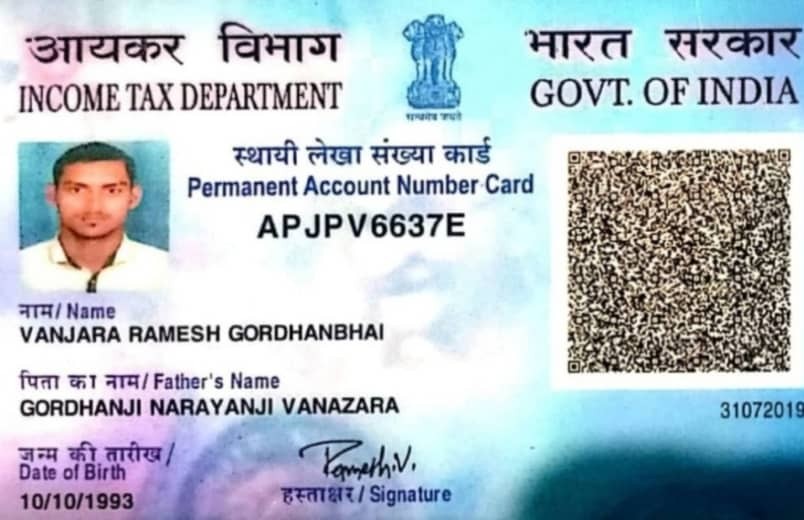 आयकर विभाग
INCOME TAX DEPARTMENT
सत्यमेव जयते
भारत सरकार
GOVT. OF INDIA
स्थायी लेखा संख्या कार्ड
Permanent Account Number Card
APJPV6637E
नाम/ Name
VANJARA RAMESH GORDHANBHAI
पिता का नाम/ Father's Name
GORDHANJI NARAYANJI VANAZARA
31072019
जन्म की तारीख/
Date of Birth
10/10/1993
Ramesh.V.
हस्ताक्षर/ Signature